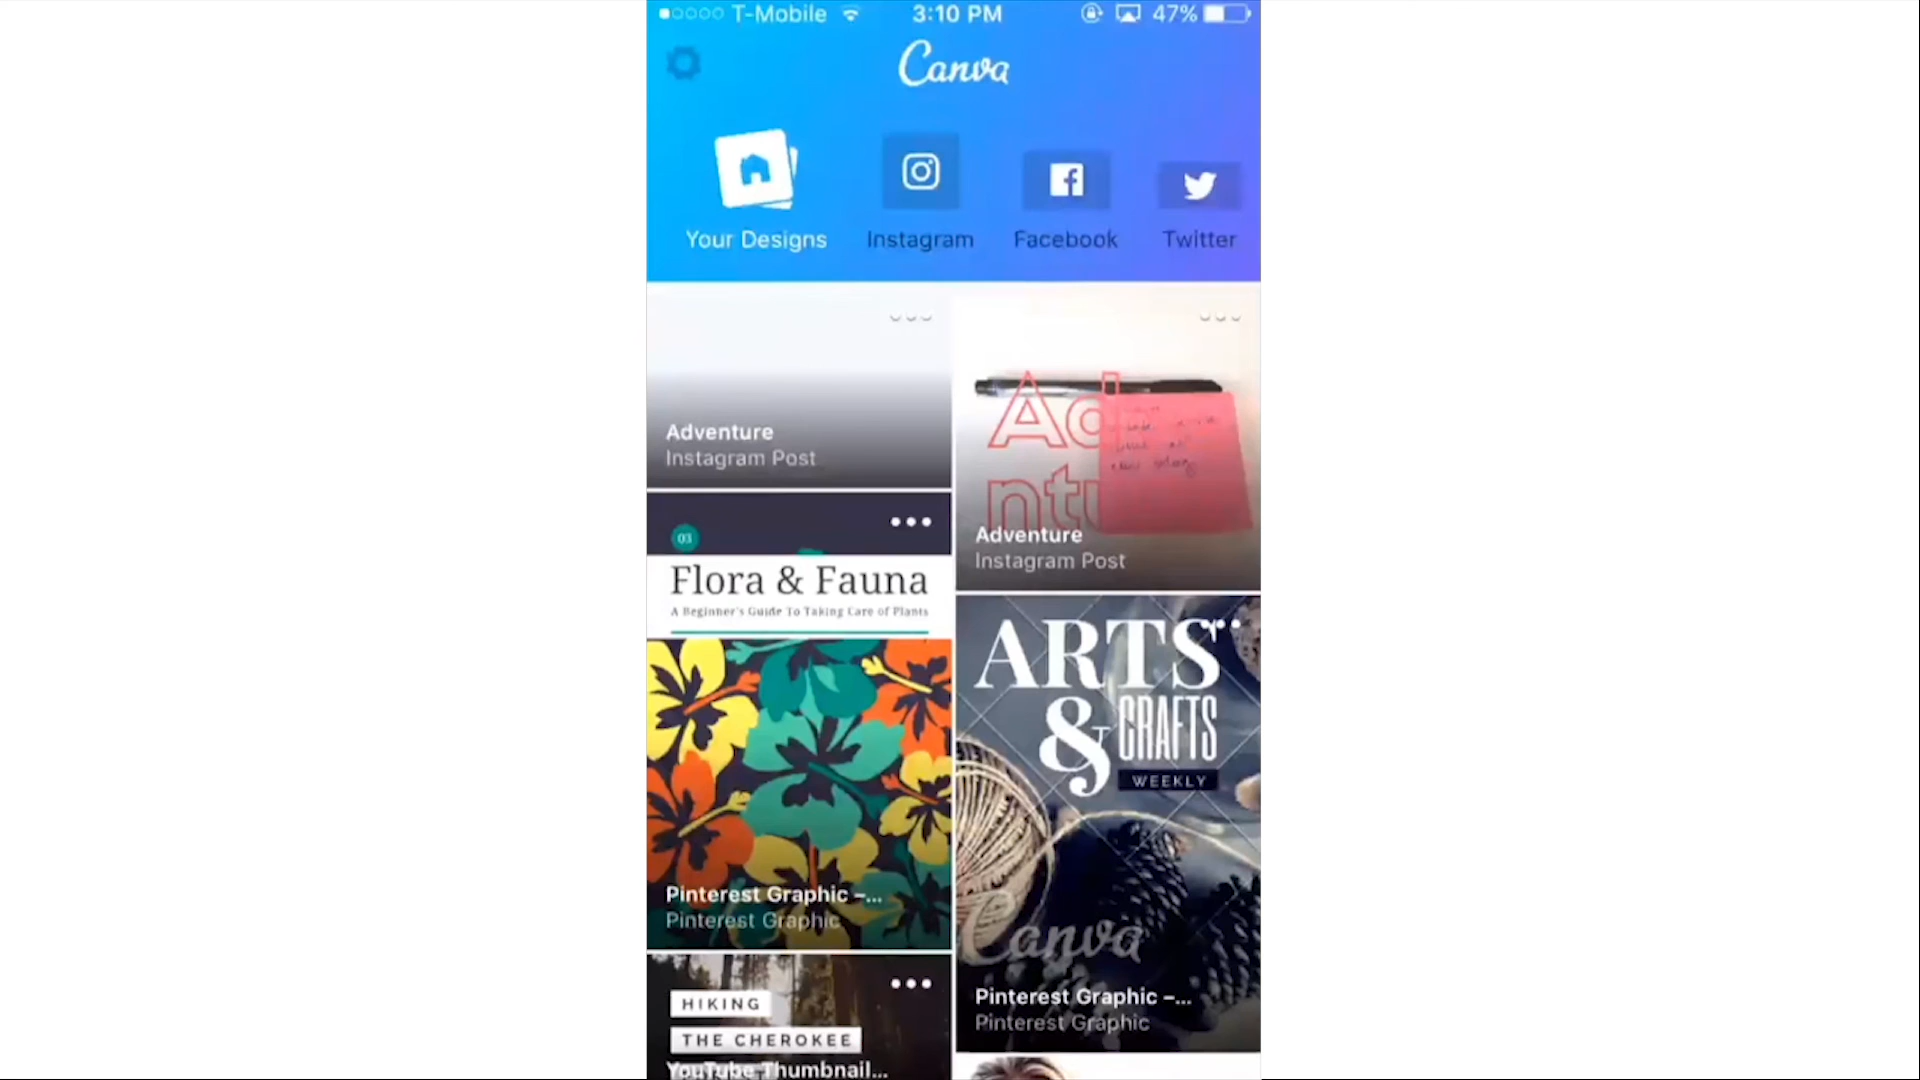 T-Mobile 3:10 PM 47%
Canva
Your Designs Instagram Facebook Twitter
Adventure
Instagram Post
Ad
ntu
Adventure
Instagram Post
03
Flora & Fauna
A Beginner's Guide To Taking Care of Plants
Pinterest Graphic –...
Pinterest Graphic
ARTS
& CRAFTS
WEEKLY
Canva
Pinterest Graphic –...
Pinterest Graphic
HIKING
THE CHEROKEE
YouTube Thumbnail...